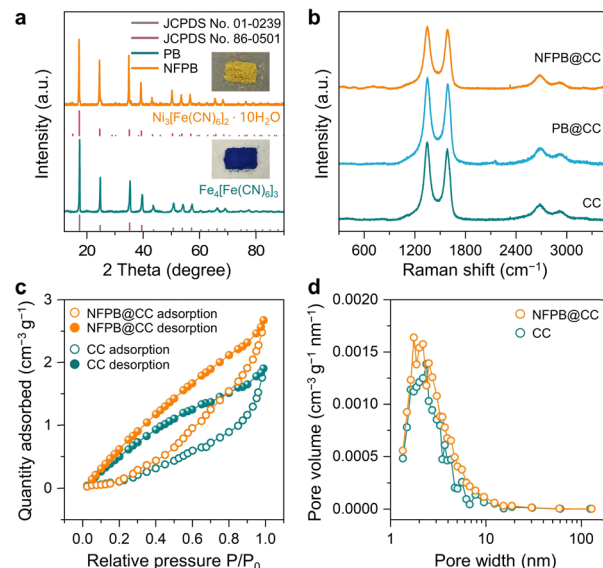 a
JCPDS No. 01-0239
JCPDS No. 86-0501
PB
NFPB
Ni₃[Fe(CN)₆]₂ · 10H₂O
Fe₄[Fe(CN)₆]₃
Intensity (a.u.)
20 40 60 80
2 Theta (degree)
b
NFPB@CC
PB@CC
CC
Intensity (a.u.)
600 1200 1800 2400 3000
Raman shift (cm⁻¹)
c
NFPB@CC adsorption
NFPB@CC desorption
CC adsorption
CC desorption
Quantity adsorbed (cm⁻³ g⁻¹)
3
2
1
0
0.0 0.2 0.4 0.6 0.8 1.0
Relative pressure P/P₀
d
NFPB@CC
CC
Pore volume (cm⁻³ g⁻¹ nm⁻¹)
0.0020
0.0015
0.0010
0.0005
0.0000
1 10 100
Pore width (nm)